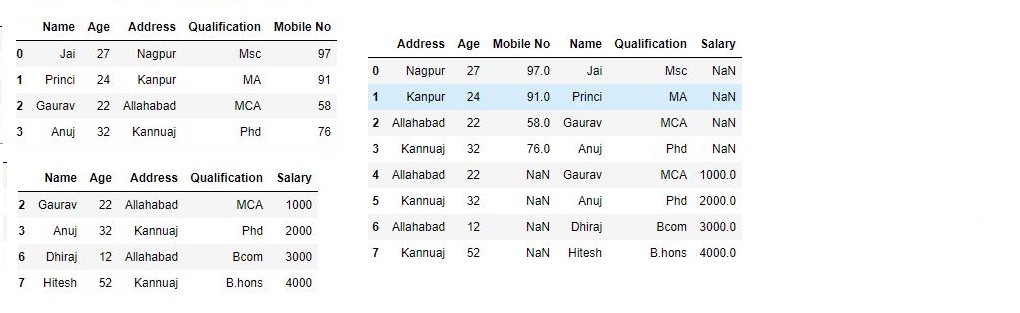 Name Age Address Qualification Mobile No
0 Jai 27 Nagpur Msc 97
1 Princi 24 Kanpur MA 91
2 Gaurav 22 Allahabad MCA 58
3 Anuj 32 Kannuaj Phd 76
Name Age Address Qualification Salary
2 Gaurav 22 Allahabad MCA 1000
3 Anuj 32 Kannuaj Phd 2000
6 Dhiraj 12 Allahabad Bcom 3000
7 Hitesh 52 Kannuaj B.hons 4000
Address Age Mobile No Name Qualification Salary
0 Nagpur 27 97.0 Jai Msc NaN
1 Kanpur 24 91.0 Princi MA NaN
2 Allahabad 22 58.0 Gaurav MCA NaN
3 Kannuaj 32 76.0 Anuj Phd NaN
4 Allahabad 22 NaN Gaurav MCA 1000.0
5 Kannuaj 32 NaN Anuj Phd 2000.0
6 Allahabad 12 NaN Dhiraj Bcom 3000.0
7 Kannuaj 52 NaN Hitesh B.hons 4000.0